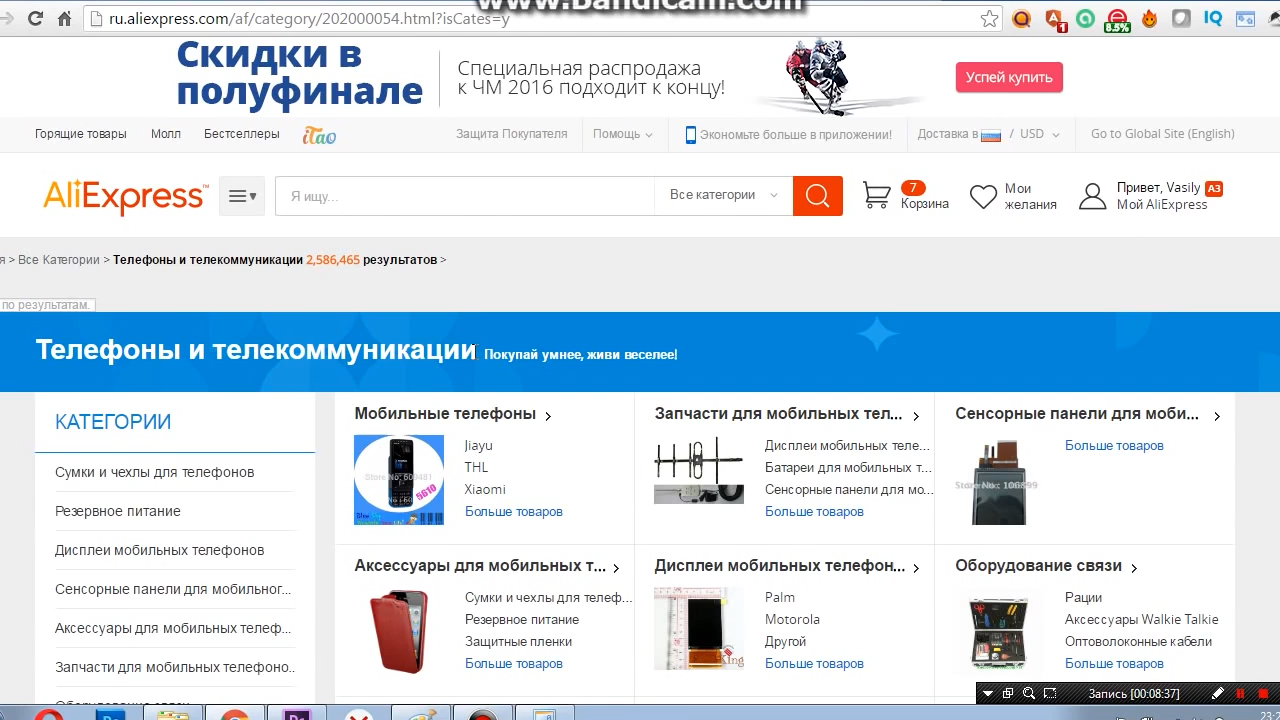 www.Bandicam.com
ru.aliexpress.com/af/category/202000054.html?isCates=y
1
8.5%
IQ
Скидки в
полуфинале
Специальная распродажа
к ЧМ 2016 подходит к концу!
Успей купить
Горящие товары Молл Бестселлеры iTao Защита Покупателя Помощь Экономьте больше в приложении! Доставка в / USD Go to Global Site (English)
AliExpress™
Я ищу...
Все категории
7
Корзина
Мои
желания
Привет, Vasily A3
Мой AliExpress
я > Все Категории > Телефоны и телекоммуникации 2,586,465 результатов >
по результатам.
Телефоны и телекоммуникации Покупай умнее, живи веселее!
КАТЕГОРИИ
Сумки и чехлы для телефонов
Резервное питание
Дисплеи мобильных телефонов
Сенсорные панели для мобильног...
Аксессуары для мобильных телеф...
Запчасти для мобильных телефоно...
Мобильные телефоны
Jiayu
THL
Xiaomi
Больше товаров
5610
Запчасти для мобильных тел...
Дисплеи мобильных теле...
Батареи для мобильных т...
Сенсорные панели для мо...
Больше товаров
Сенсорные панели для моби...
Больше товаров
Аксессуары для мобильных т...
Сумки и чехлы для телеф...
Резервное питание
Защитные пленки
Больше товаров
Дисплеи мобильных телефон...
Palm
Motorola
Другой
Больше товаров
King
Оборудование связи
Рации
Аксессуары Walkie Talkie
Оптоволоконные кабели
Больше товаров
Запись [00:08:37]